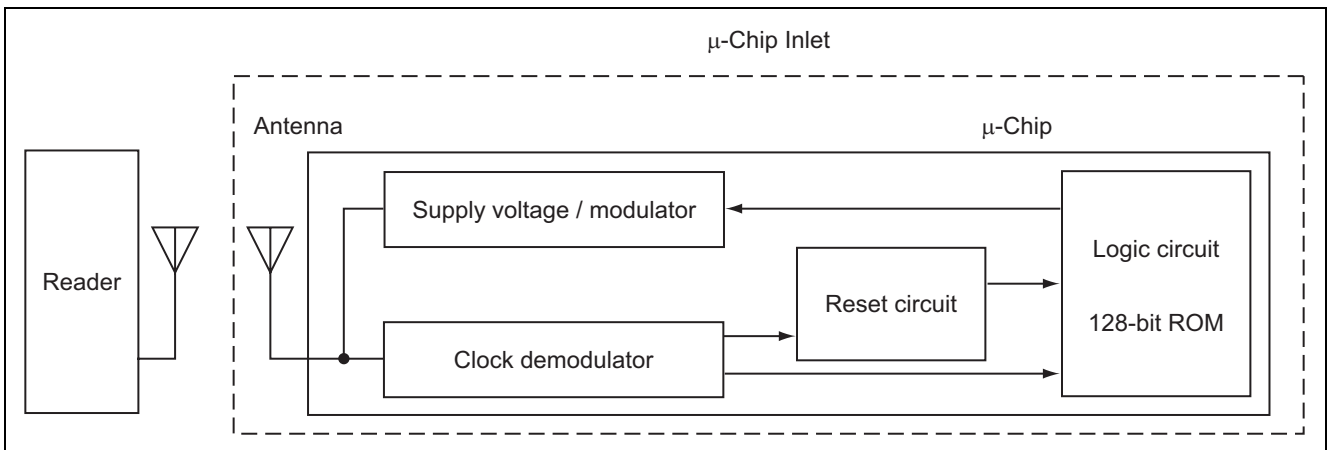 μ-Chip Inlet
Antenna
μ-Chip
Reader
Supply voltage / modulator
Logic circuit
128-bit ROM
Reset circuit
Clock demodulator